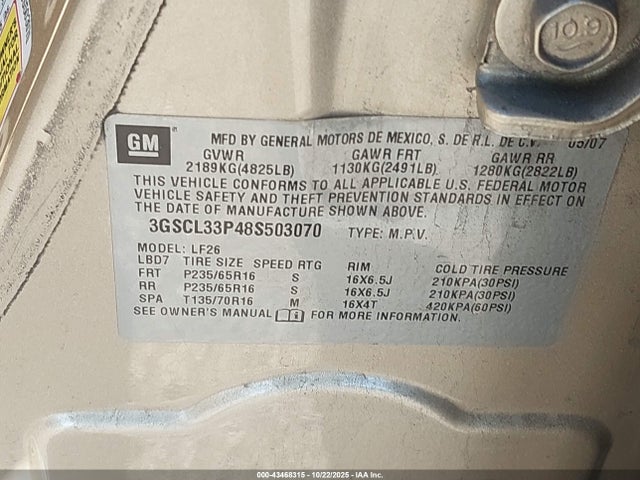 10.9
GM
MFD BY GENERAL MOTORS DE MEXICO, S. DE R.L. DE C.V. 05/07
GVWR GAWR FRT GAWR RR
2189KG(4825LB) 1130KG(2491LB) 1280KG(2822LB)
THIS VEHICLE CONFORMS TO ALL APPLICABLE U.S. FEDERAL MOTOR
VEHICLE SAFETY AND THEFT PREVENTION STANDARDS IN EFFECT ON
THE DATE OF MANUFACTURE SHOWN ABOVE.
3GSCL33P48S503070 TYPE: M.P.V.
MODEL: LF26
LBD7 TIRE SIZE SPEED RTG RIM COLD TIRE PRESSURE
FRT P235/65R16 S 16X6.5J 210KPA(30PSI)
RR P235/65R16 S 16X6.5J 210KPA(30PSI)
SPA T135/70R16 M 16X4T 420KPA(60PSI)
SEE OWNER'S MANUAL FOR MORE INFORMATION.
00-43468315 - 10/22/2025 - IAA Inc.